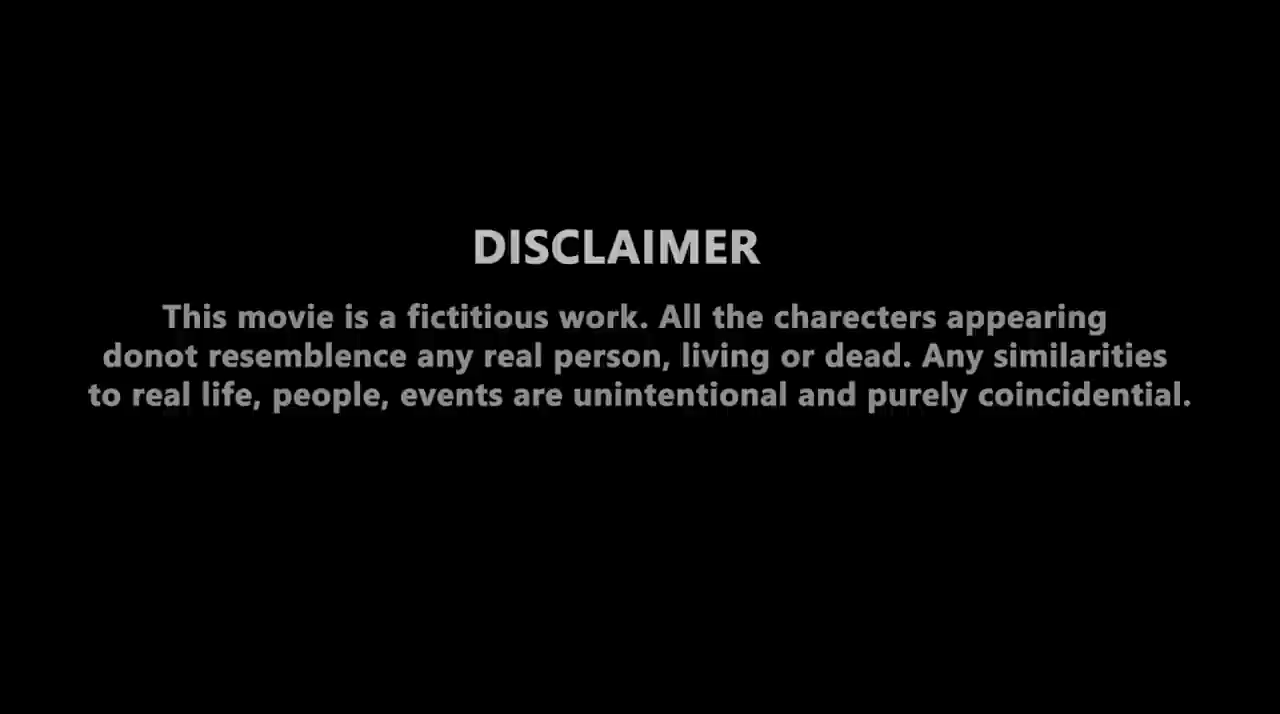 DISCLAIMER
This movie is a fictitious work. All the charecters appearing
donot resemblence any real person, living or dead. Any similarities
to real life, people, events are unintentional and purely coincidential.